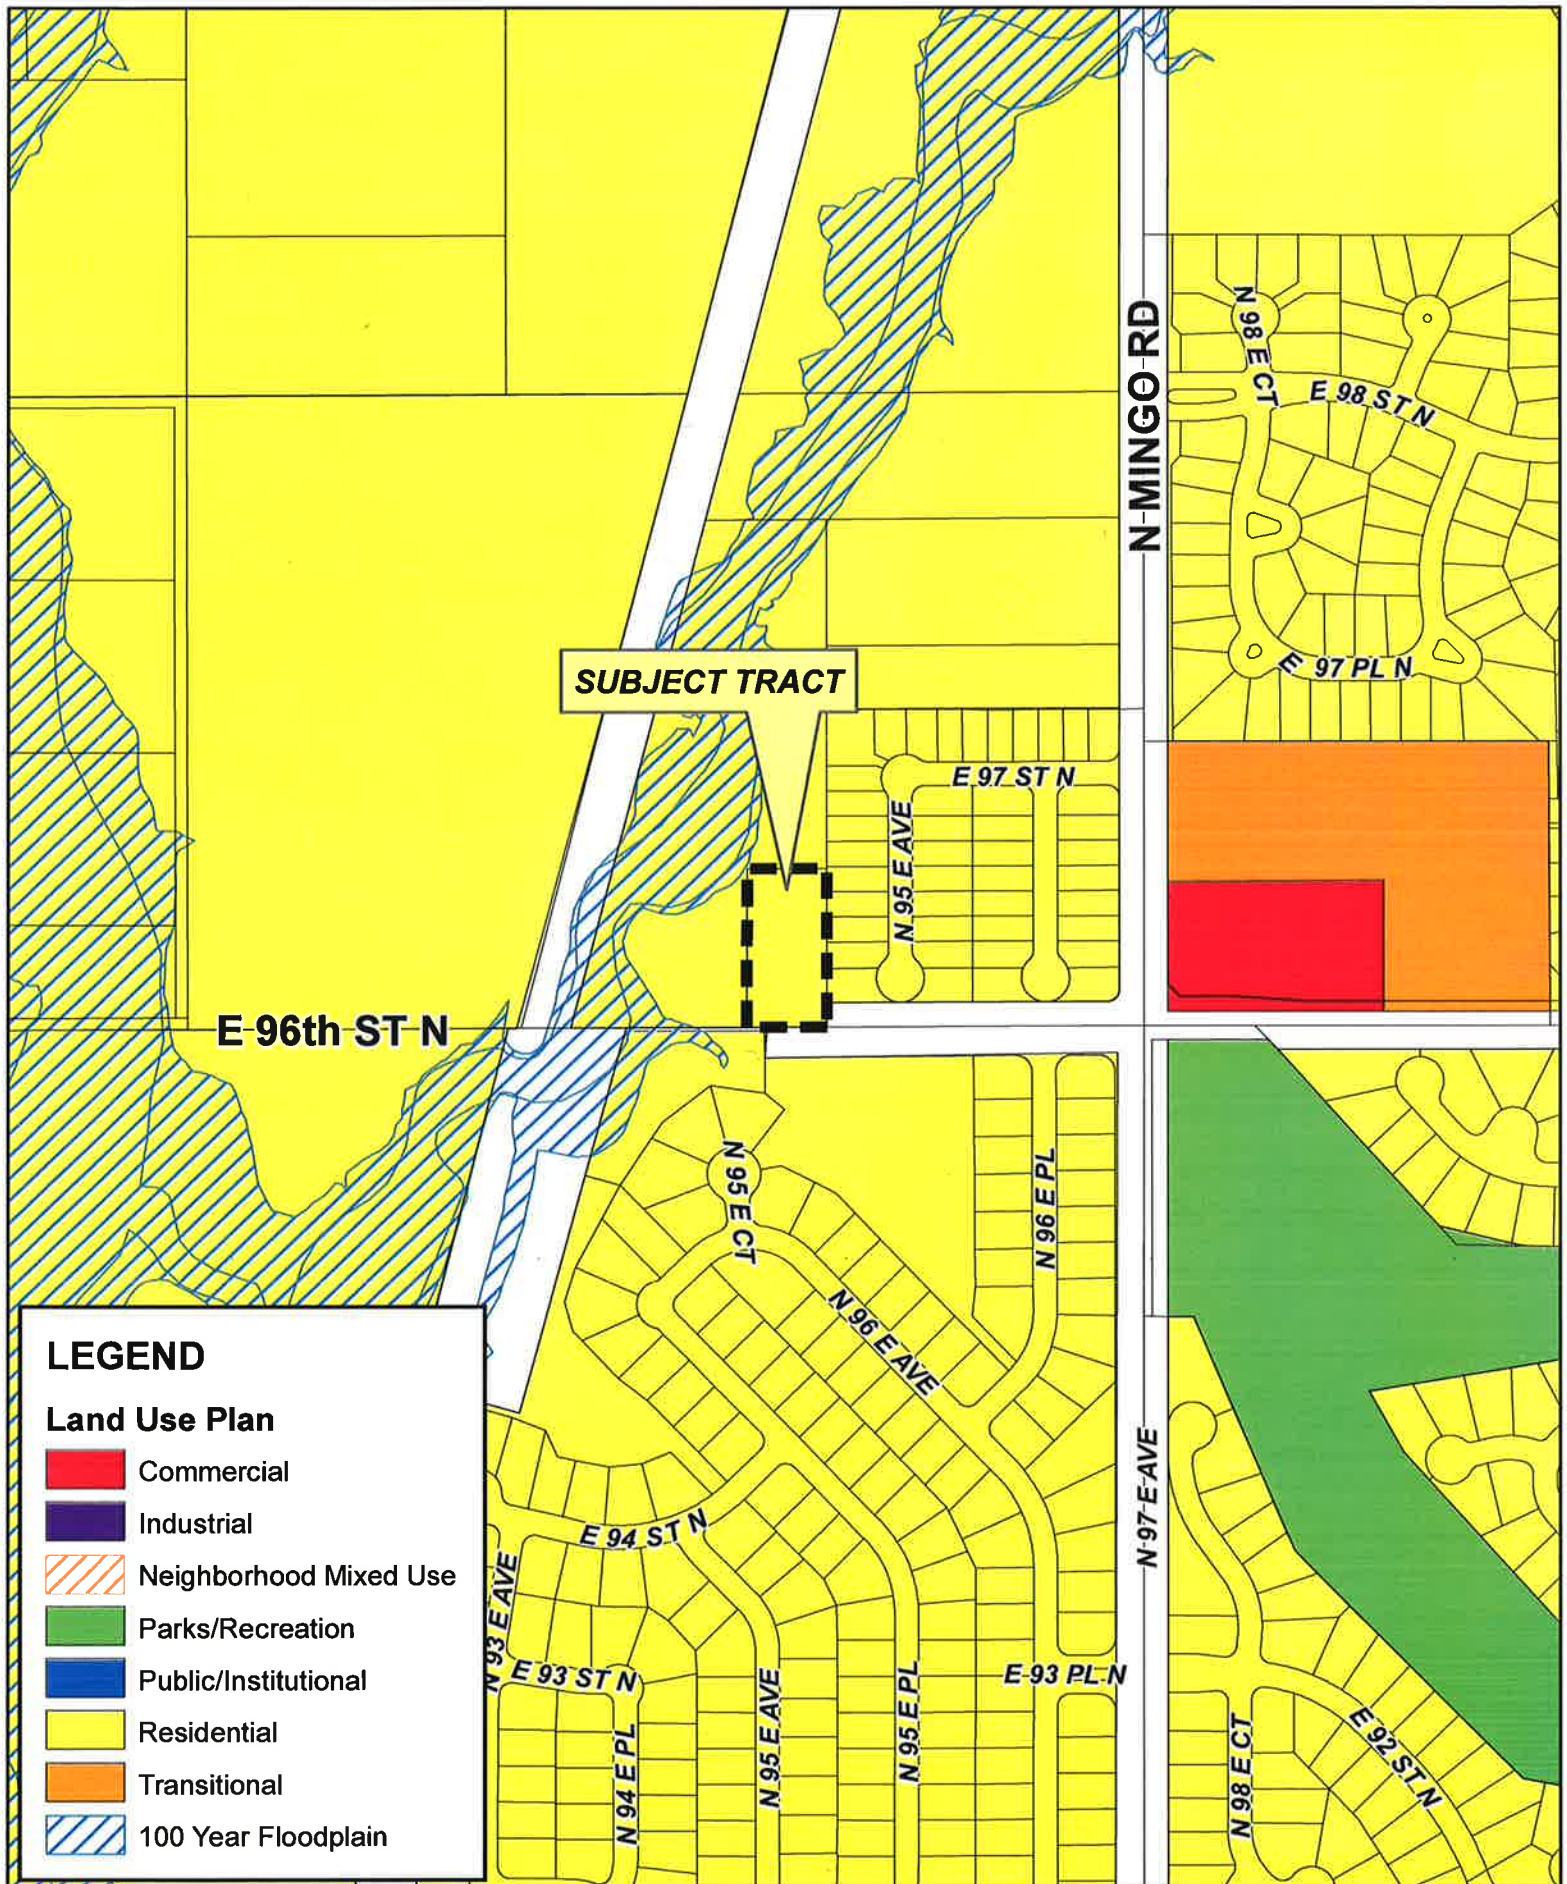 N 98 E CT
E 98 ST N
N MINGO RD
E 97 PL N
SUBJECT TRACT
E 97 ST N
N 95 E AVE
E 96th ST N
N 95 E CT
N 96 E PL
N 96 E AVE
N 97 E AVE
E 94 ST N
N 93 E AVE
E 93 ST N
E 93 PL N
N 94 E PL
N 95 E AVE
N 95 E PL
N 98 E CT
E 92 ST N
LEGEND
Land Use Plan
Commercial
Industrial
Neighborhood Mixed Use
Parks/Recreation
Public/Institutional
Residential
Transitional
100 Year Floodplain